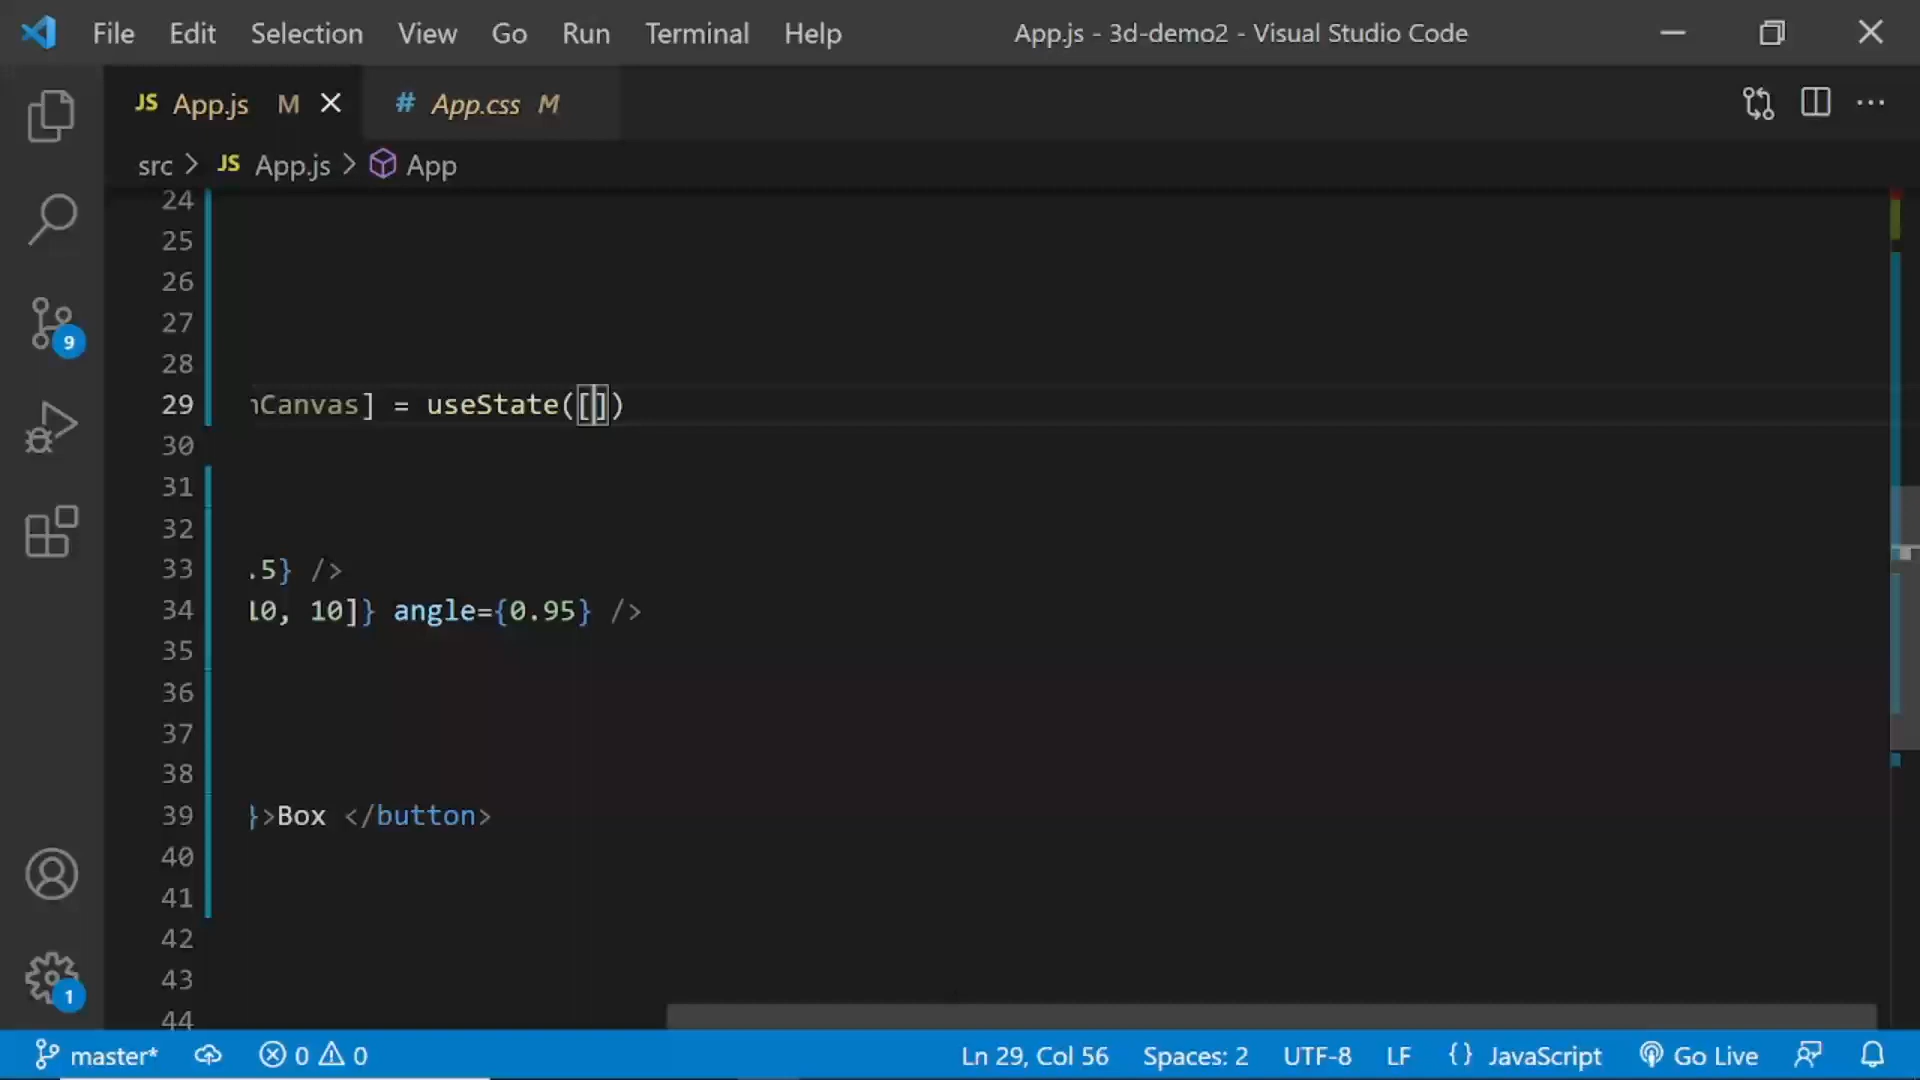 File Edit Selection View Go Run Terminal Help App.js - 3d-demo2 - Visual Studio Code
JS App.js M # App.css M
src > JS App.js > App
24
25
26
27
28
29 nCanvas] = useState([])
30
31
32
33 .5} />
34 10, 10]} angle={0.95} />
35
36
37
38
39 }>Box </button>
40
41
42
43
44
9
1
master* 0 0 Ln 29, Col 56 Spaces: 2 UTF-8 LF {} JavaScript Go Live